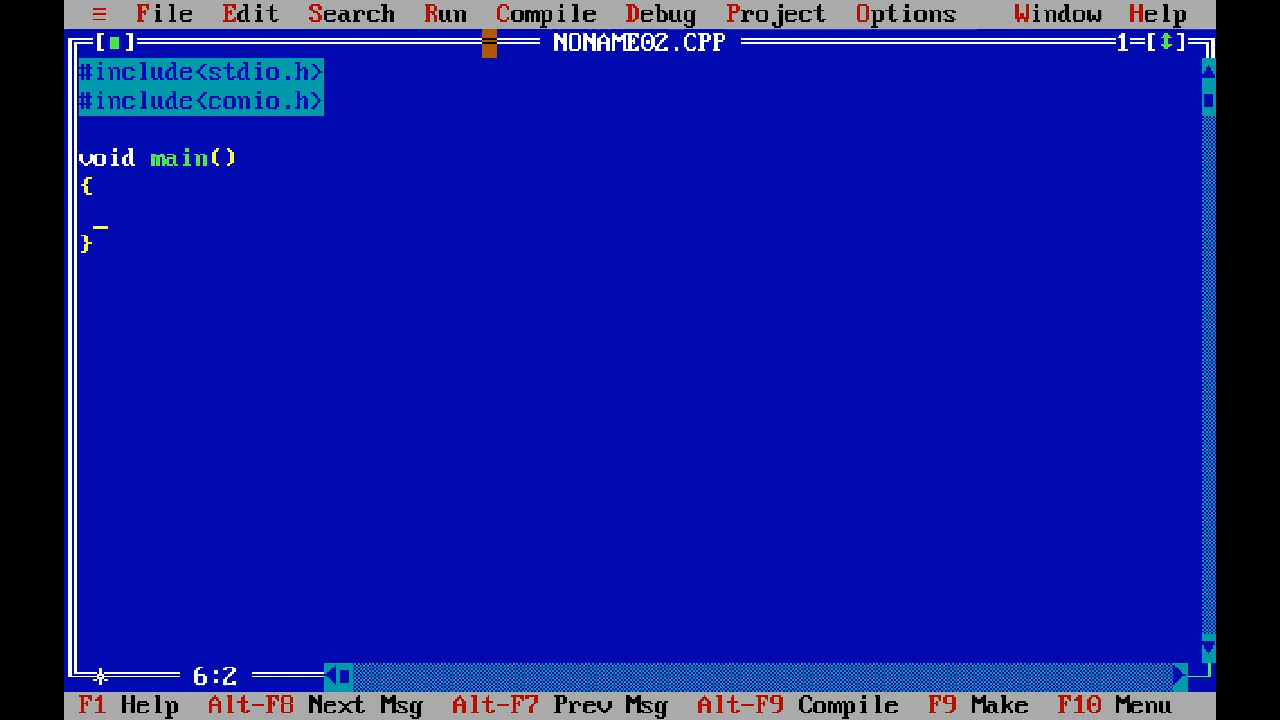 ≡ File Edit Search Run Compile Debug Project Options Window Help
[■] NONAME02.CPP 1=[↕]
#include<stdio.h>
#include<conio.h>
void main()
{
}
* 6:2
F1 Help Alt-F8 Next Msg Alt-F7 Prev Msg Alt-F9 Compile F9 Make F10 Menu